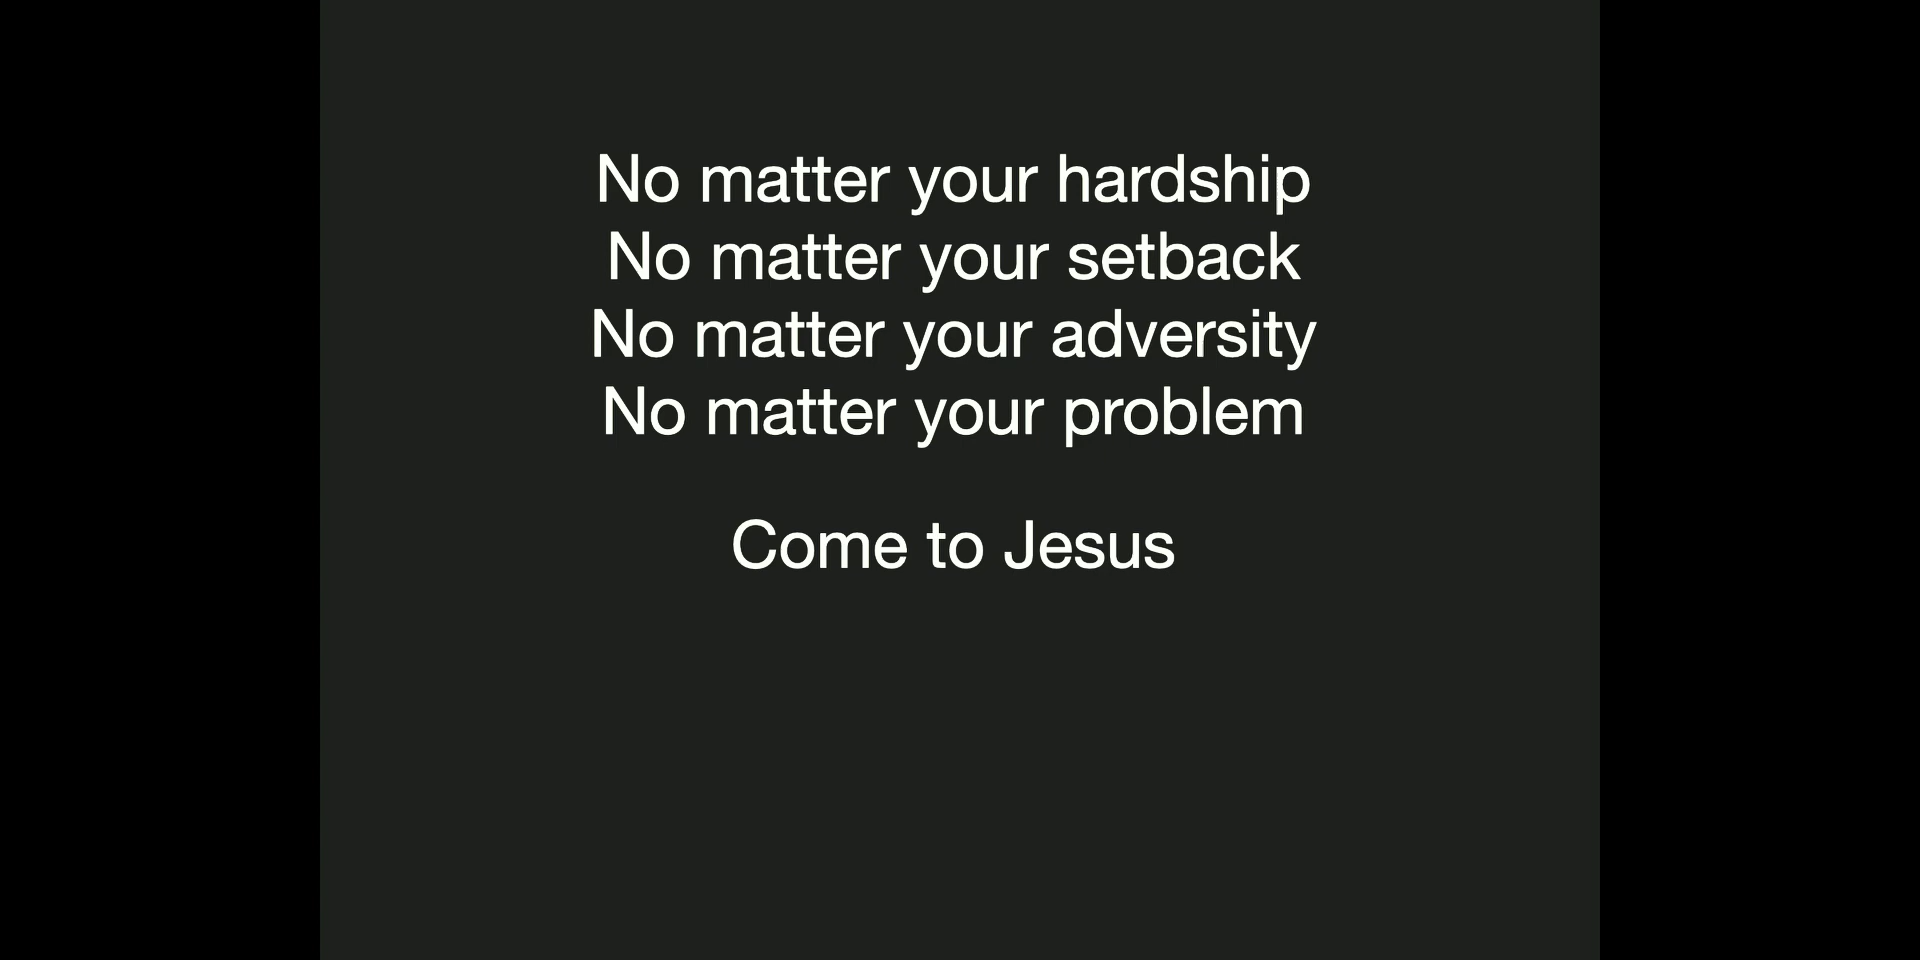 No matter your hardship
No matter your setback
No matter your adversity
No matter your problem
Come to Jesus